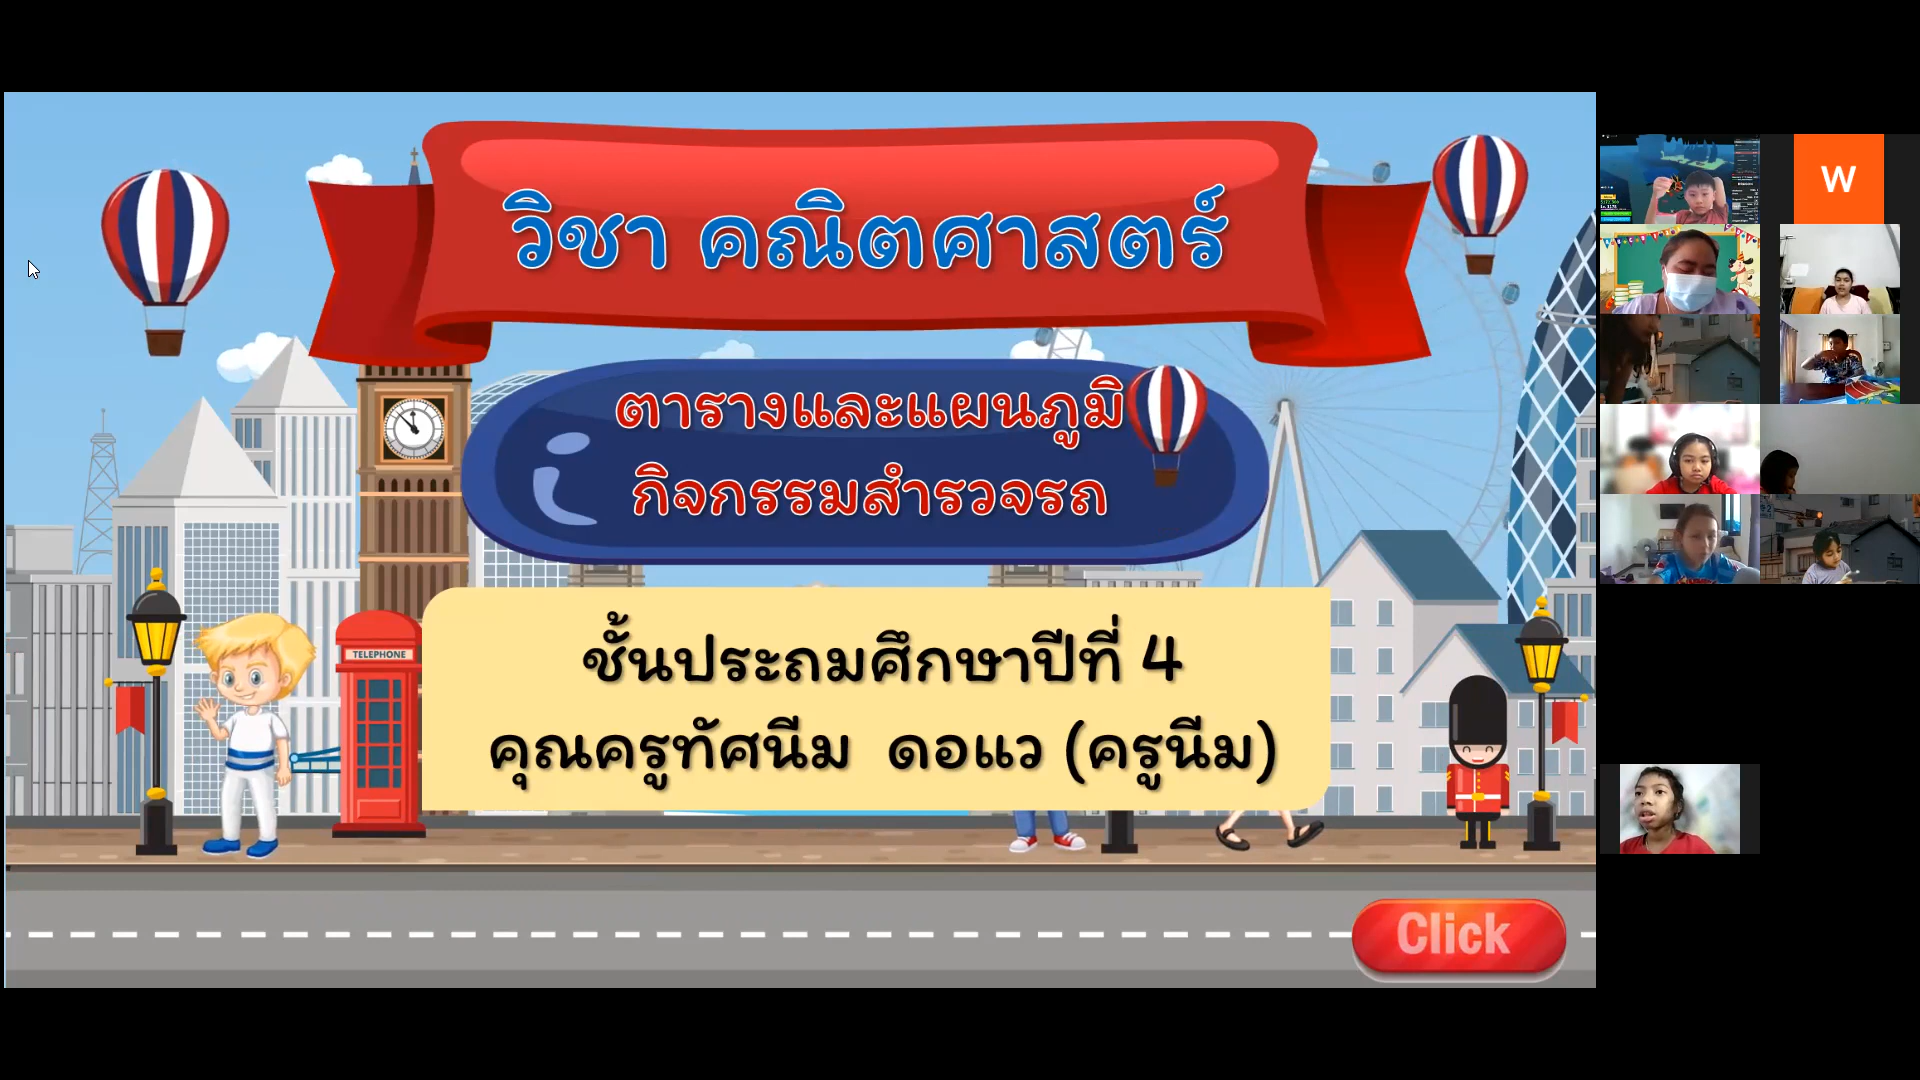 วิชา คณิตศาสตร์
ตารางและแผนภูมิ
กิจกรรมสำรวจรถ
ชั้นประถมศึกษาปีที่ 4
คุณครูทัศนีม ดอแว (ครูนีม)
TELEPHONE
Click
W